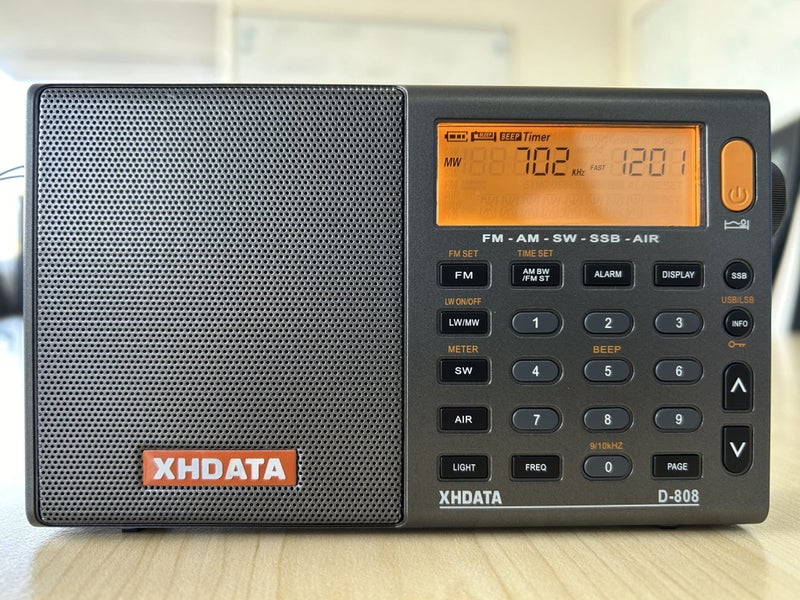 BEEP Timer
MW 702 KHz FAST 1201
FM - AM - SW - SSB - AIR
FM SET TIME SET
FM AM BW /FM ST ALARM DISPLAY SSB
LW ON/OFF USB/LSB
LW/MW 1 2 3 INFO
METER BEEP
SW 4 5 6
AIR 7 8 9
9/10kHZ
LIGHT FREQ 0 PAGE
XHDATA
XHDATA D-808